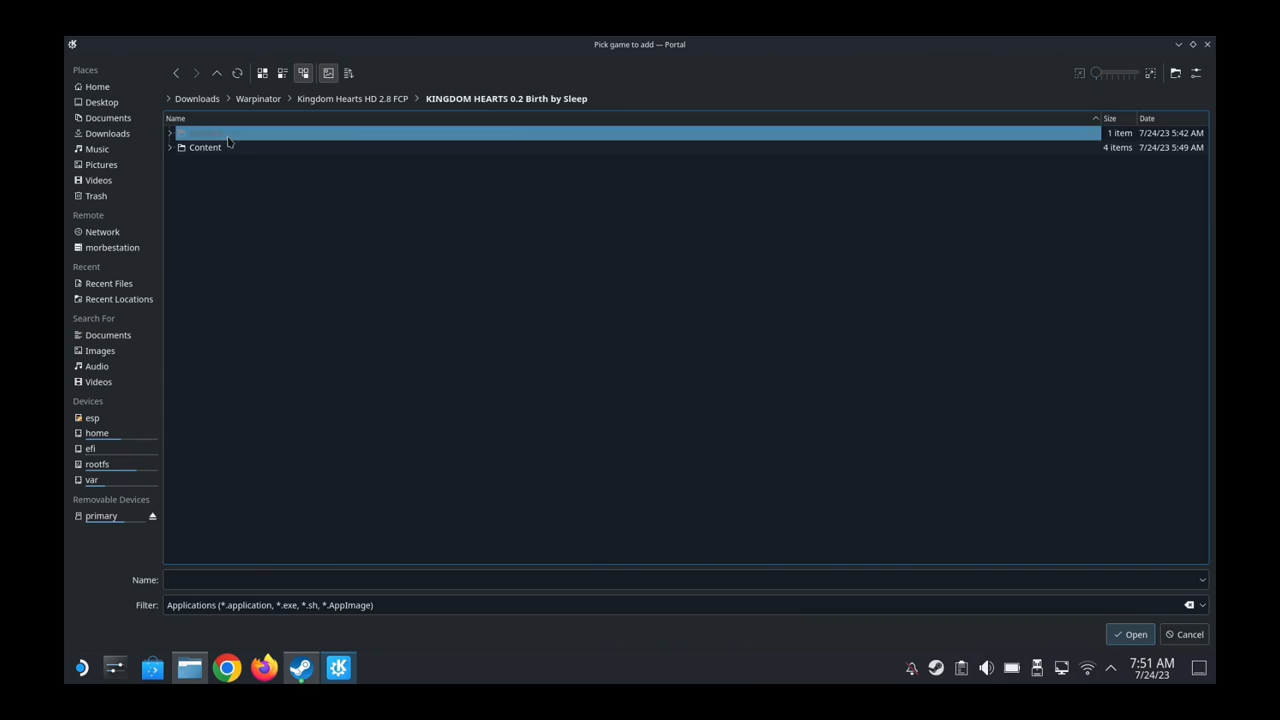 Pick game to add — Portal
Places
Home
Desktop
Documents
Downloads
Music
Pictures
Videos
Trash
Remote
Network
morbestation
Recent
Recent Files
Recent Locations
Search For
Documents
Images
Audio
Videos
Devices
esp
home
efi
rootfs
var
Removable Devices
primary
Downloads > Warpinator > Kingdom Hearts HD 2.8 FCP > KINGDOM HEARTS 0.2 Birth by Sleep
Name Size Date
1 item 7/24/23 5:42 AM
Content 4 items 7/24/23 5:49 AM
Name:
Filter: Applications (*.application, *.exe, *.sh, *.AppImage)
Open Cancel
7:51 AM
7/24/23